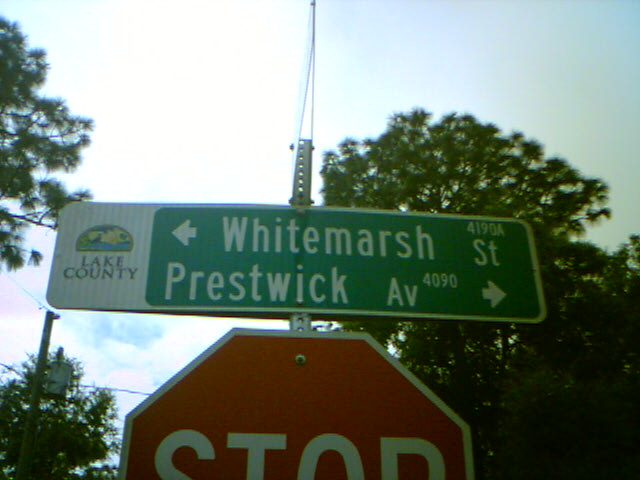 LAKE
COUNTY
← Whitemarsh St 4190A
Prestwick Av 4090 →
STOP